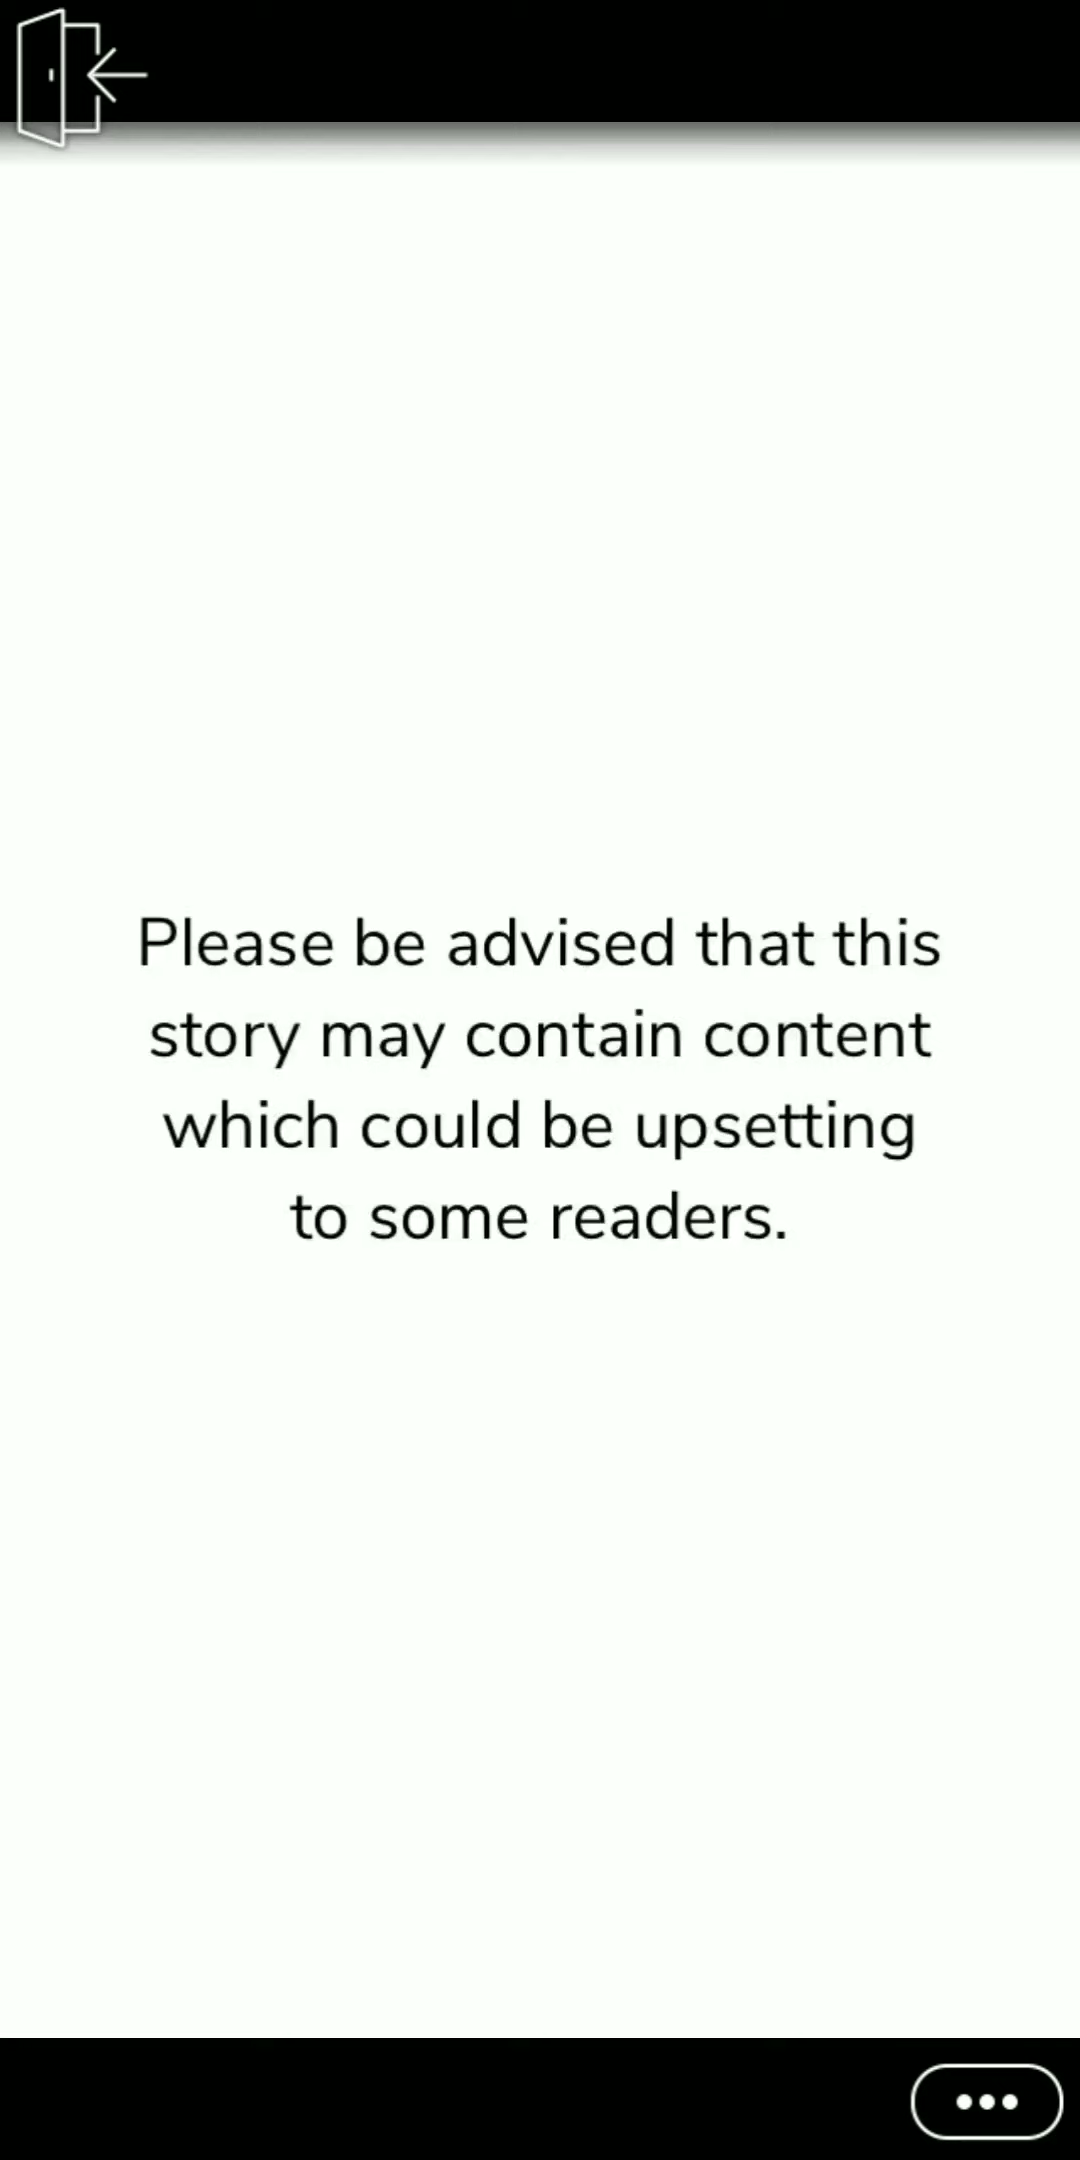 Please be advised that this
story may contain content
which could be upsetting
to some readers.